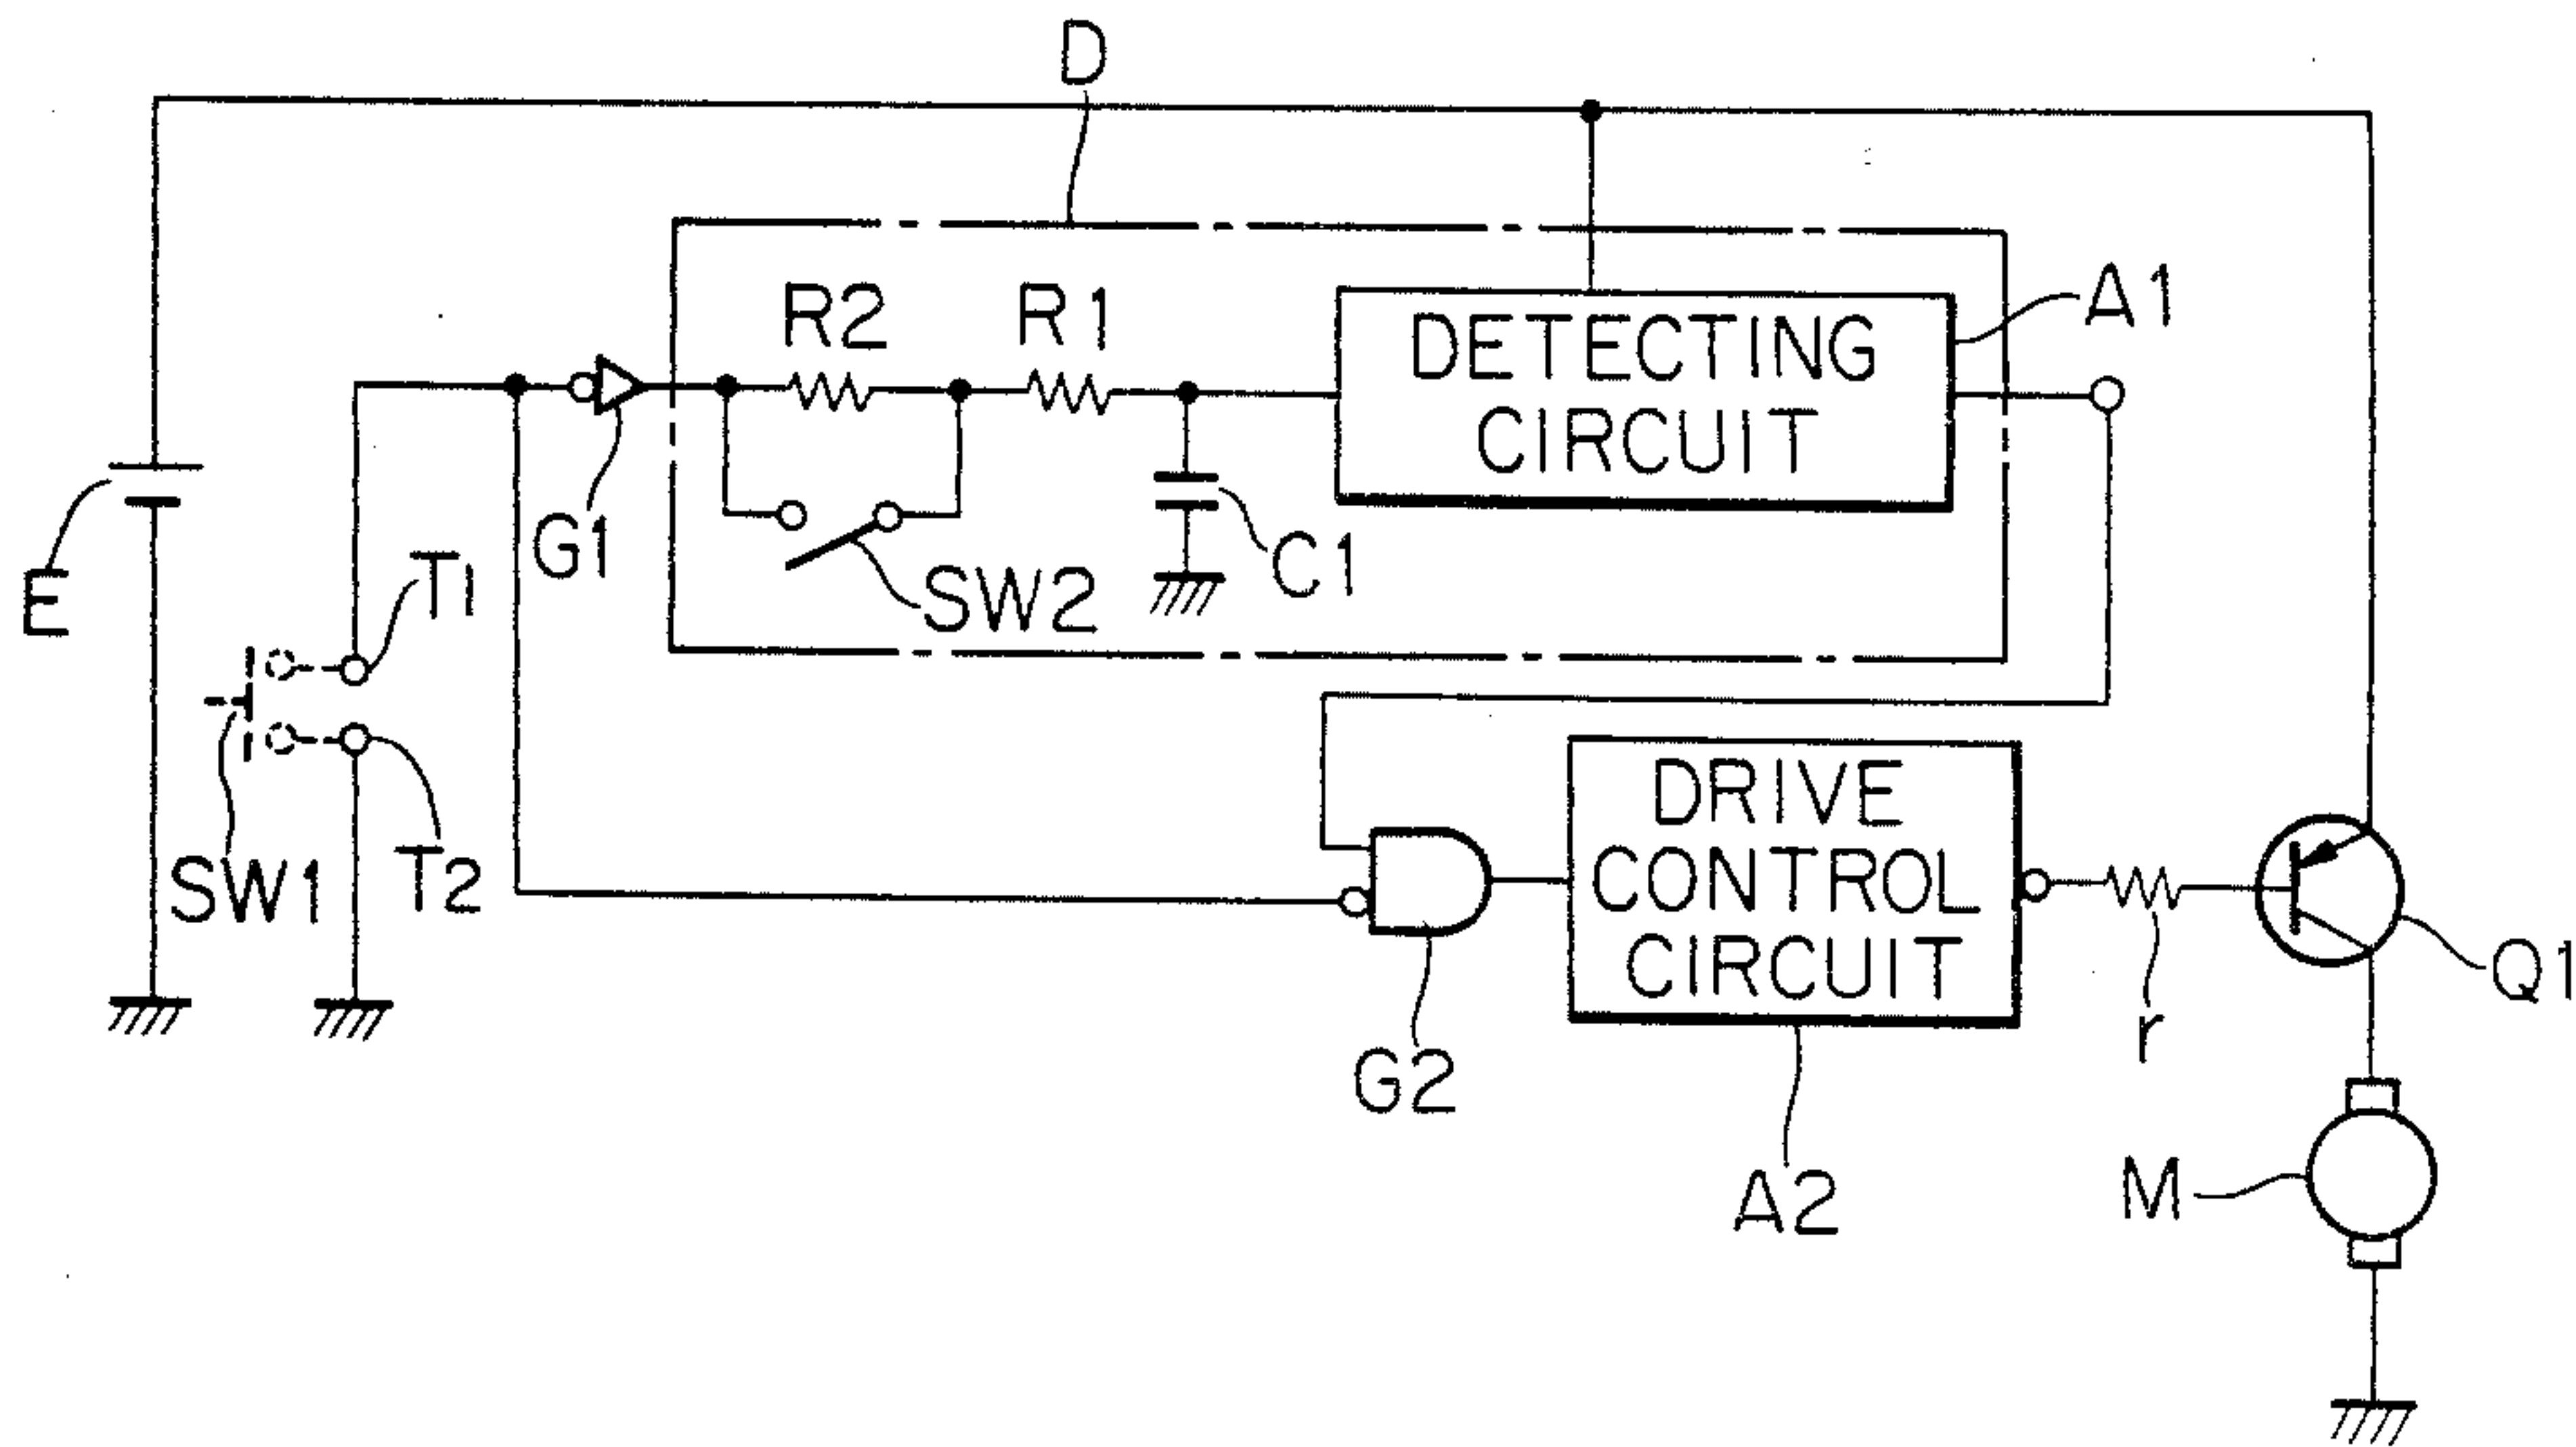 D
R2
R1
A1
DETECTING
CIRCUIT
G1
C1
E
T1
SW2
SW1
T2
DRIVE
CONTROL
CIRCUIT
Q1
r
G2
A2
M